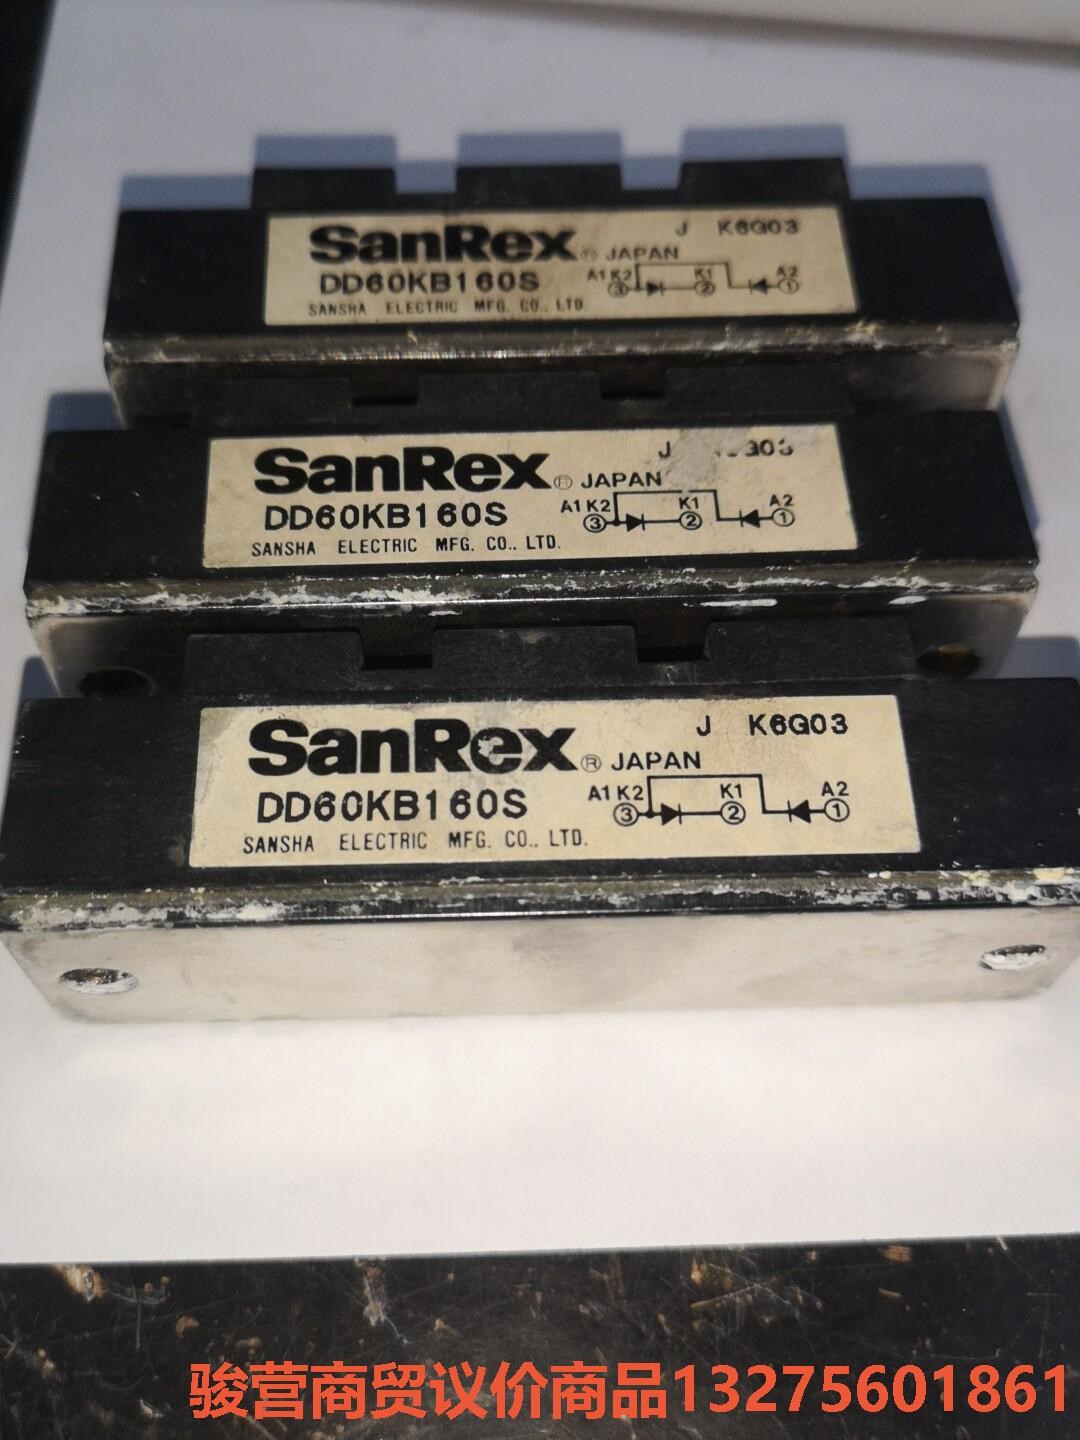 J K6G03
SanRex® JAPAN
DD60KB160S
A1 K2 K1 A2
③ ② ①
SANSHA ELECTRIC MFG. CO., LTD.
J G03
SanRex® JAPAN
DD60KB160S
A1 K2 K1 A2
③ ② ①
SANSHA ELECTRIC MFG. CO., LTD.
J K6G03
SanRex® JAPAN
DD60KB160S
A1 K2 K1 A2
③ ② ①
SANSHA ELECTRIC MFG. CO., LTD.
骏营商贸议价商品13275601861